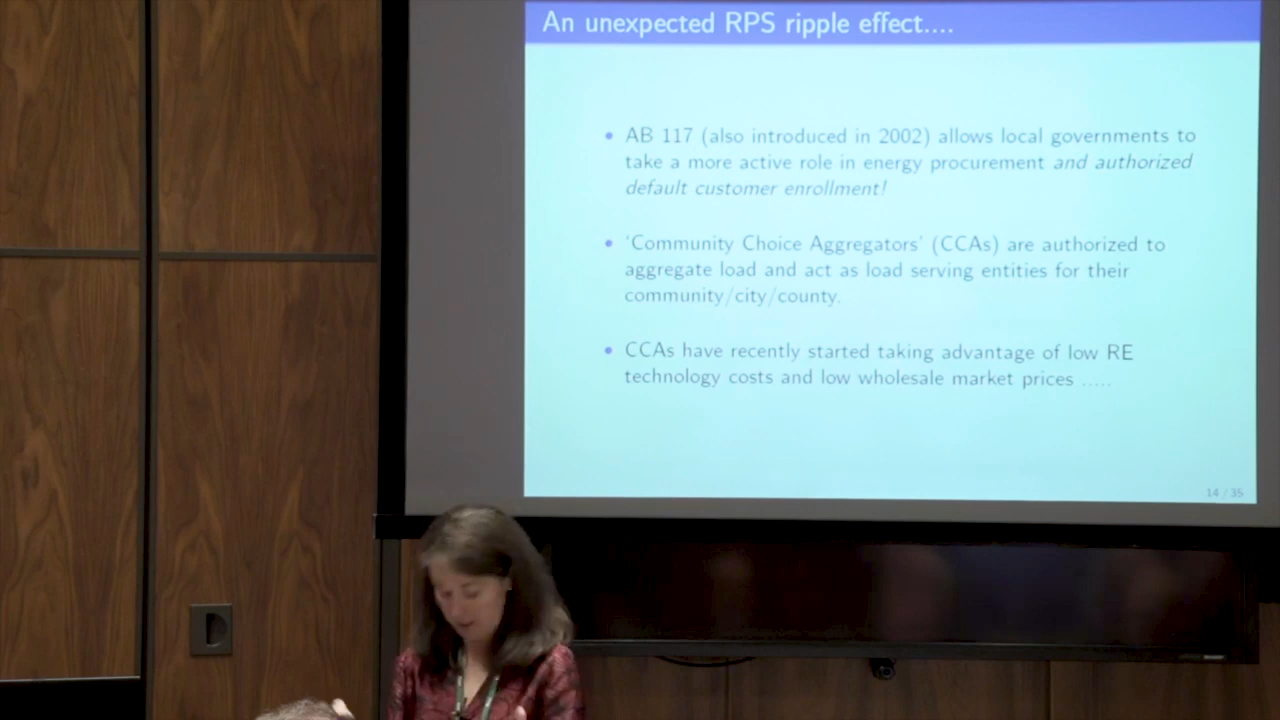 An unexpected RPS ripple effect....
• AB 117 (also introduced in 2002) allows local governments to
take a more active role in energy procurement and authorized
default customer enrollment!
• 'Community Choice Aggregators' (CCAs) are authorized to
aggregate load and act as load serving entities for their
community/city/county.
• CCAs have recently started taking advantage of low RE
technology costs and low wholesale market prices .....
14 / 35